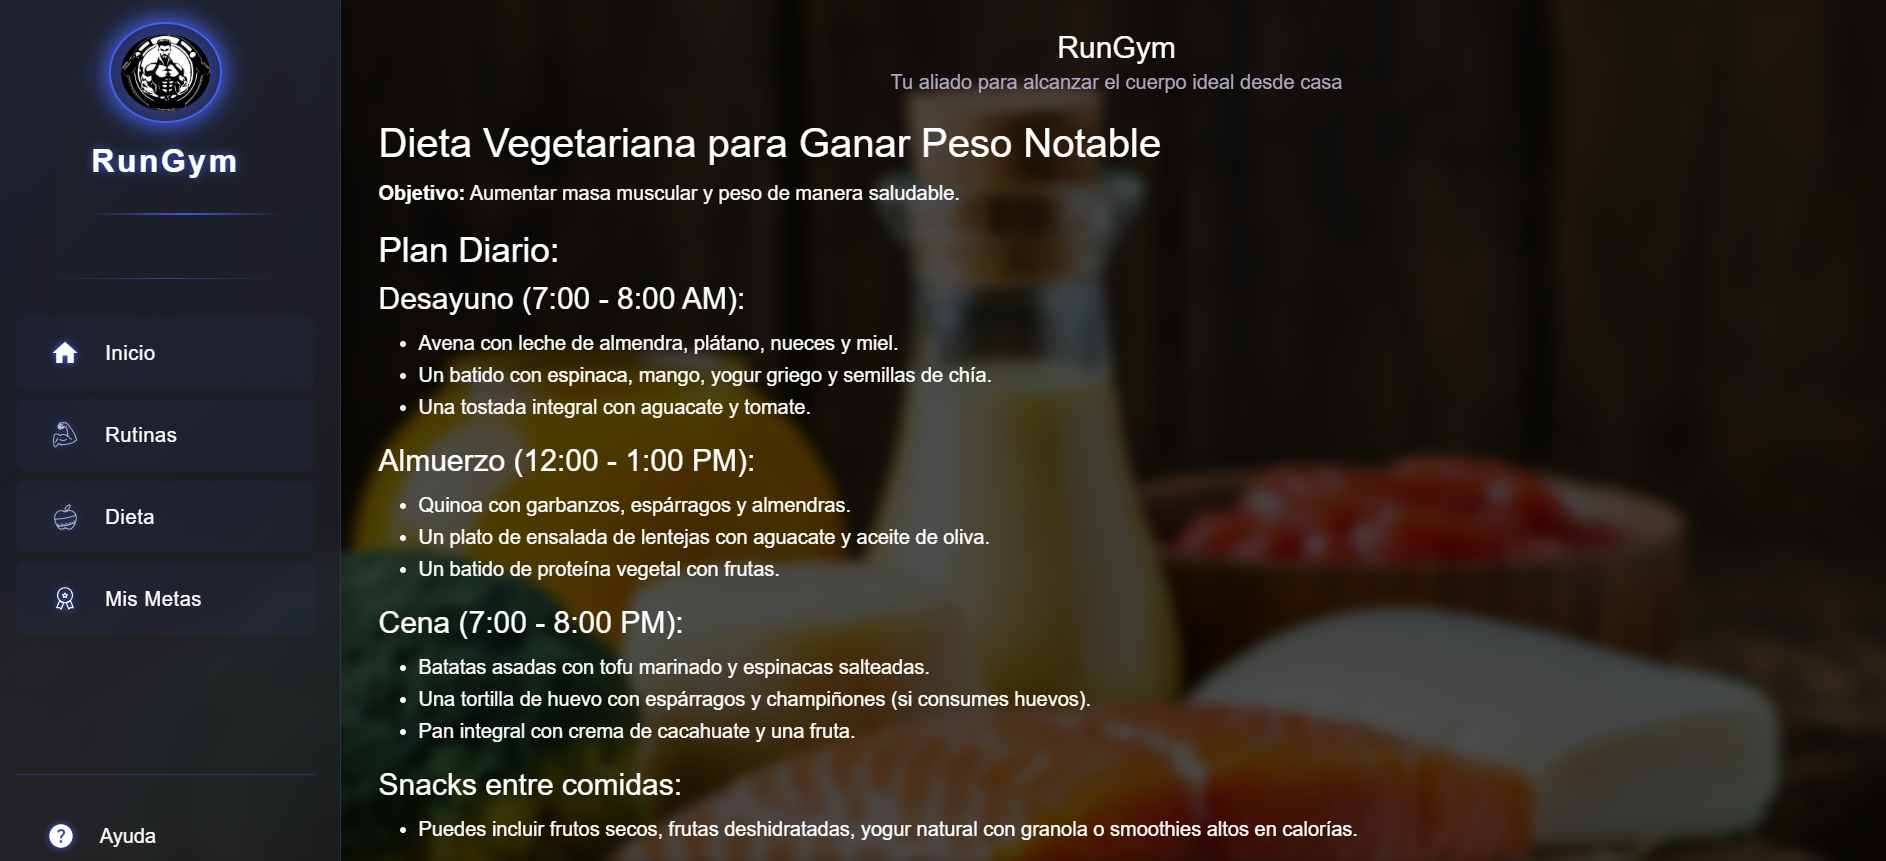 RunGym
Inicio
Rutinas
Dieta
Mis Metas
Ayuda
RunGym
Tu aliado para alcanzar el cuerpo ideal desde casa
Dieta Vegetariana para Ganar Peso Notable
Objetivo: Aumentar masa muscular y peso de manera saludable.
Plan Diario:
Desayuno (7:00 - 8:00 AM):
• Avena con leche de almendra, plátano, nueces y miel.
• Un batido con espinaca, mango, yogur griego y semillas de chía.
• Una tostada integral con aguacate y tomate.
Almuerzo (12:00 - 1:00 PM):
• Quinoa con garbanzos, espárragos y almendras.
• Un plato de ensalada de lentejas con aguacate y aceite de oliva.
• Un batido de proteína vegetal con frutas.
Cena (7:00 - 8:00 PM):
• Batatas asadas con tofu marinado y espinacas salteadas.
• Una tortilla de huevo con espárragos y champiñones (si consumes huevos).
• Pan integral con crema de cacahuate y una fruta.
Snacks entre comidas:
• Puedes incluir frutos secos, frutas deshidratadas, yogur natural con granola o smoothies altos en calorías.